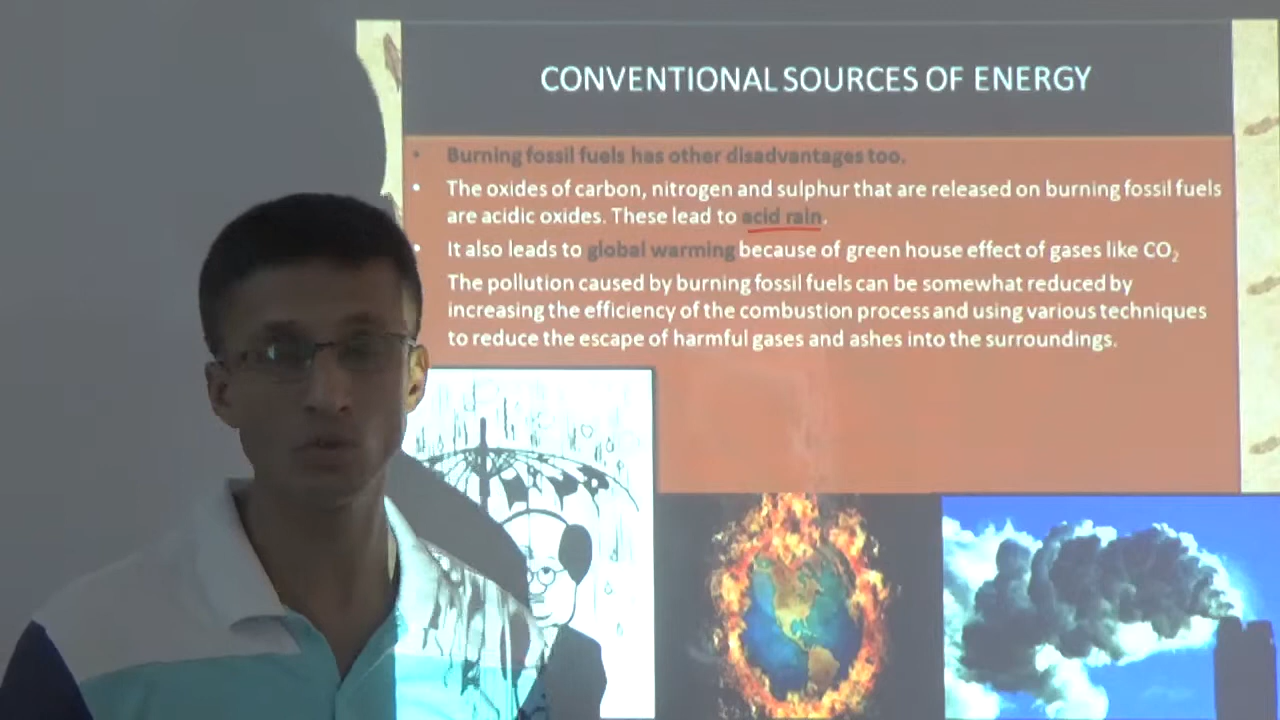 CONVENTIONAL SOURCES OF ENERGY
• Burning fossil fuels has other disadvantages too.
• The oxides of carbon, nitrogen and sulphur that are released on burning fossil fuels
are acidic oxides. These lead to acid rain.
• It also leads to global warming because of green house effect of gases like CO₂
The pollution caused by burning fossil fuels can be somewhat reduced by
increasing the efficiency of the combustion process and using various techniques
to reduce the escape of harmful gases and ashes into the surroundings.